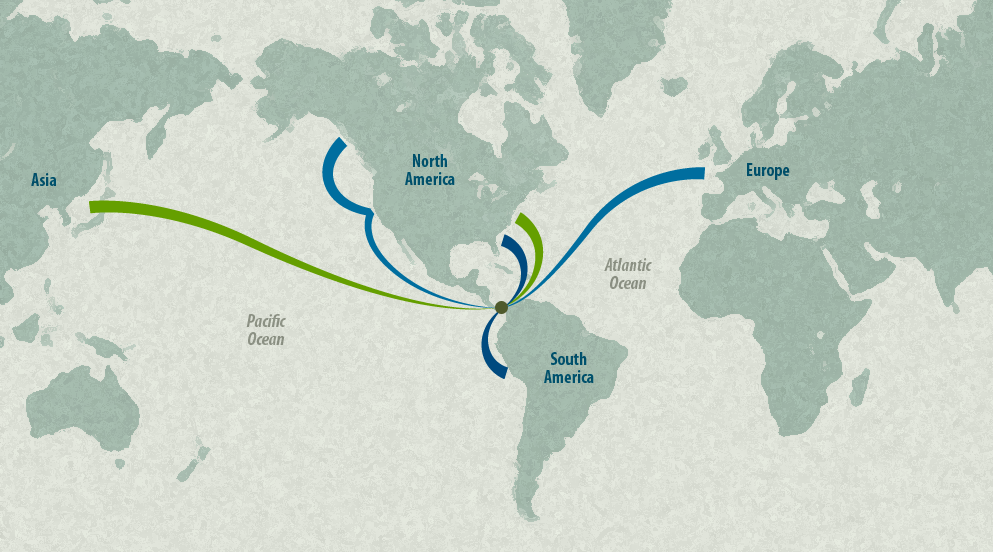 Asia
North
America
Europe
Atlantic
Ocean
Pacific
Ocean
South
America